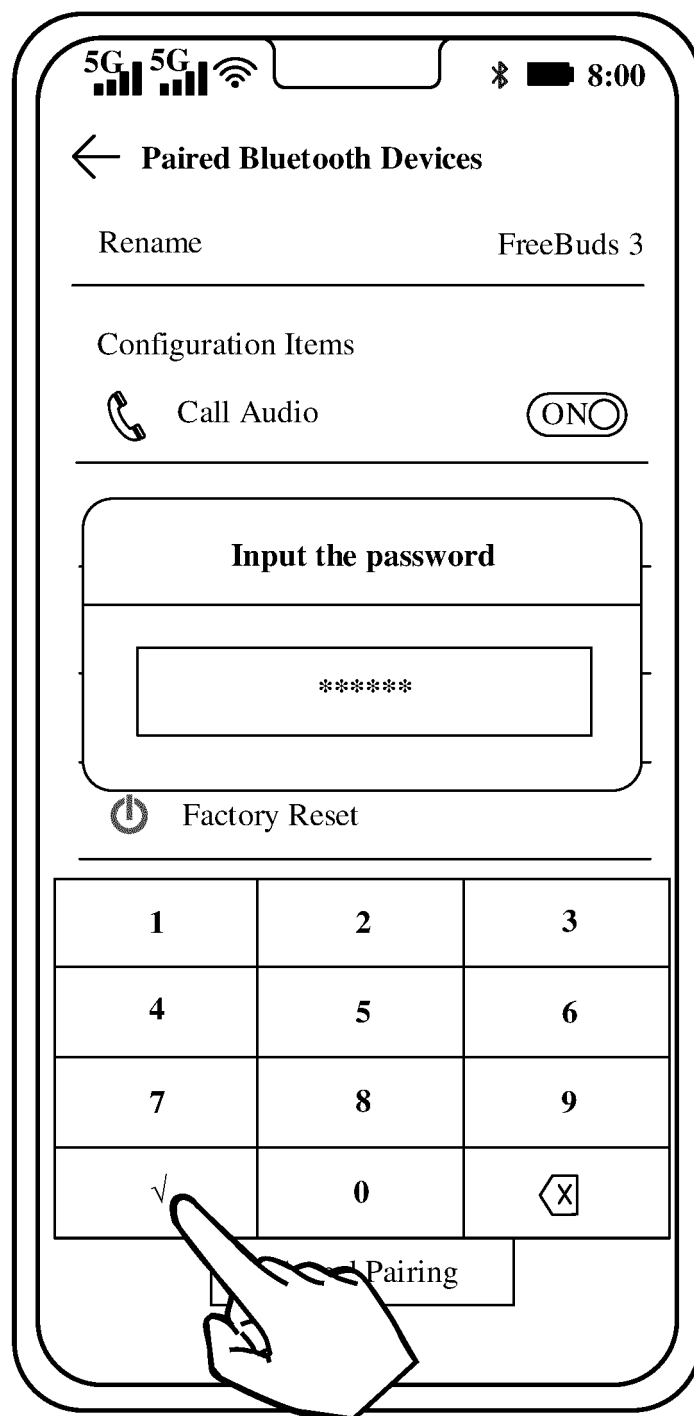 5G 5G 8:00
Paired Bluetooth Devices
Rename FreeBuds 3
Configuration Items
Call Audio ON
Input the password
******
Factory Reset
1 2 3
4 5 6
7 8 9
√ 0 X
Pairing